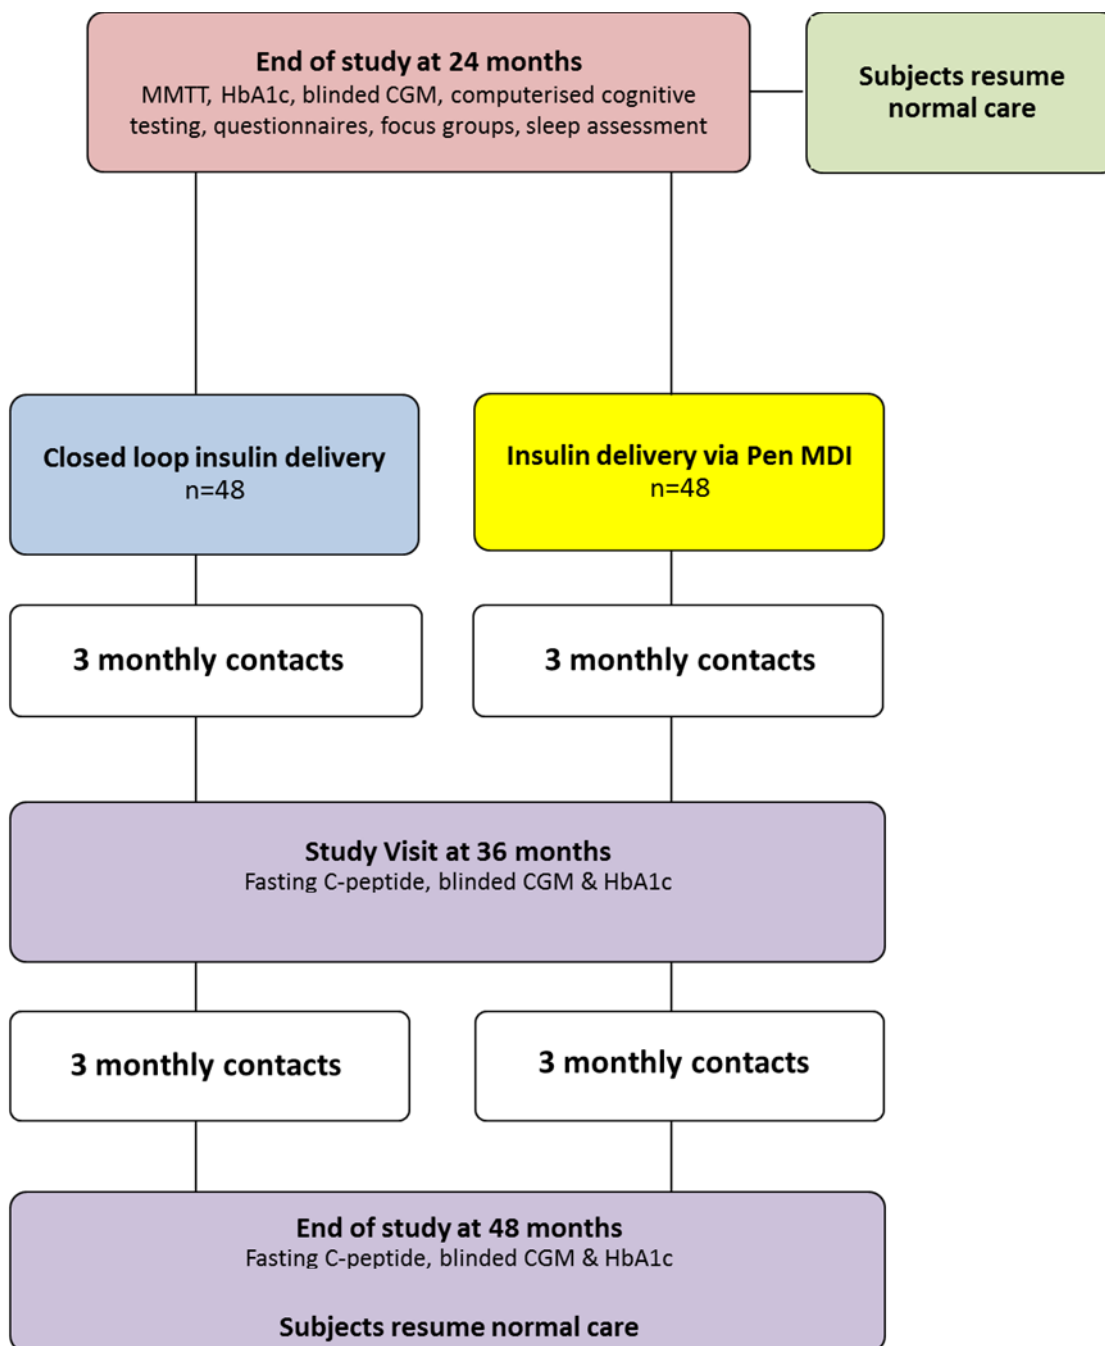 End of study at 24 months
MMTT, HbA1c, blinded CGM, computerised cognitive
testing, questionnaires, focus groups, sleep assessment
Subjects resume
normal care
Closed loop insulin delivery
n=48
Insulin delivery via Pen MDI
n=48
3 monthly contacts
3 monthly contacts
Study Visit at 36 months
Fasting C-peptide, blinded CGM & HbA1c
3 monthly contacts
3 monthly contacts
End of study at 48 months
Fasting C-peptide, blinded CGM & HbA1c
Subjects resume normal care